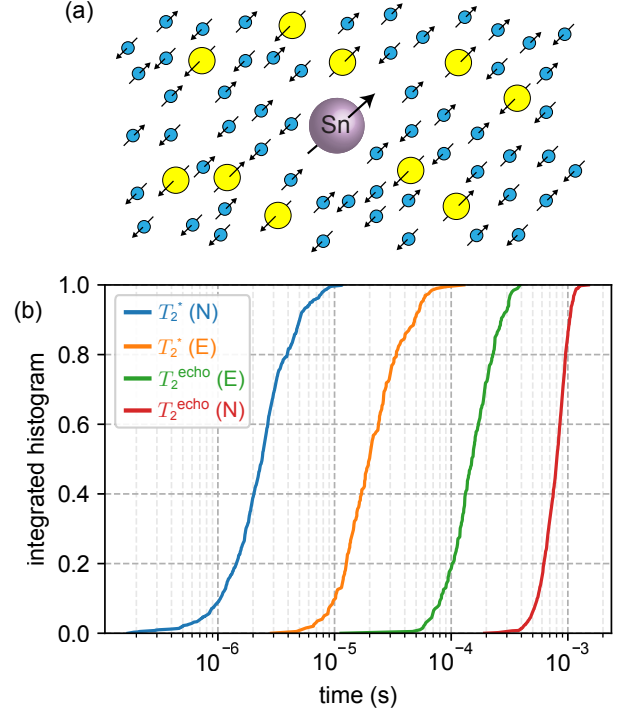 (a)
Sn
(b)
1.0
0.8
0.6
0.4
0.2
0.0
integrated histogram
T₂* (N)
T₂* (E)
T₂ᵉᶜʰᵒ (E)
T₂ᵉᶜʰᵒ (N)
10⁻⁶ 10⁻⁵ 10⁻⁴ 10⁻³
time (s)